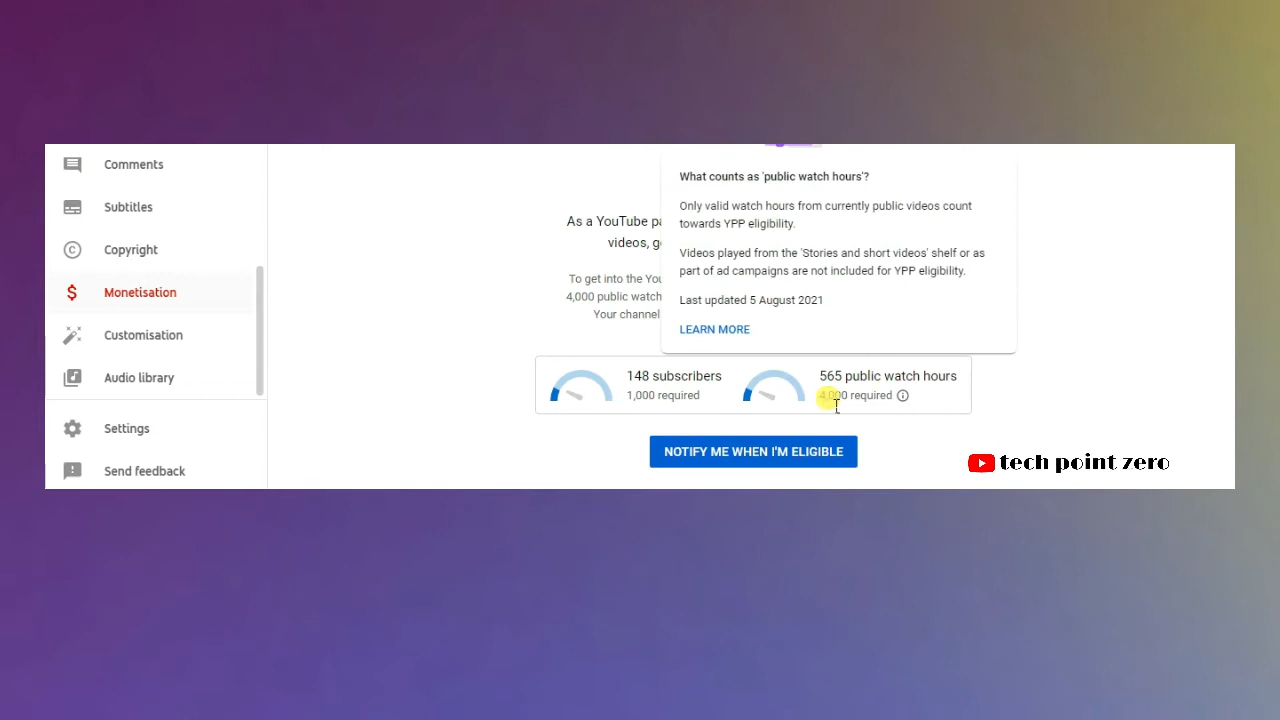 Comments
Subtitles
Copyright
Monetisation
Customisation
Audio library
Settings
Send feedback
What counts as 'public watch hours'?
Only valid watch hours from currently public videos count
towards YPP eligibility.
Videos played from the 'Stories and short videos' shelf or as
part of ad campaigns are not included for YPP eligibility.
Last updated 5 August 2021
LEARN MORE
As a YouTube pa
videos, g
To get into the You
4,000 public watch
Your channel
148 subscribers
1,000 required
565 public watch hours
4,000 required
NOTIFY ME WHEN I'M ELIGIBLE
tech point zero